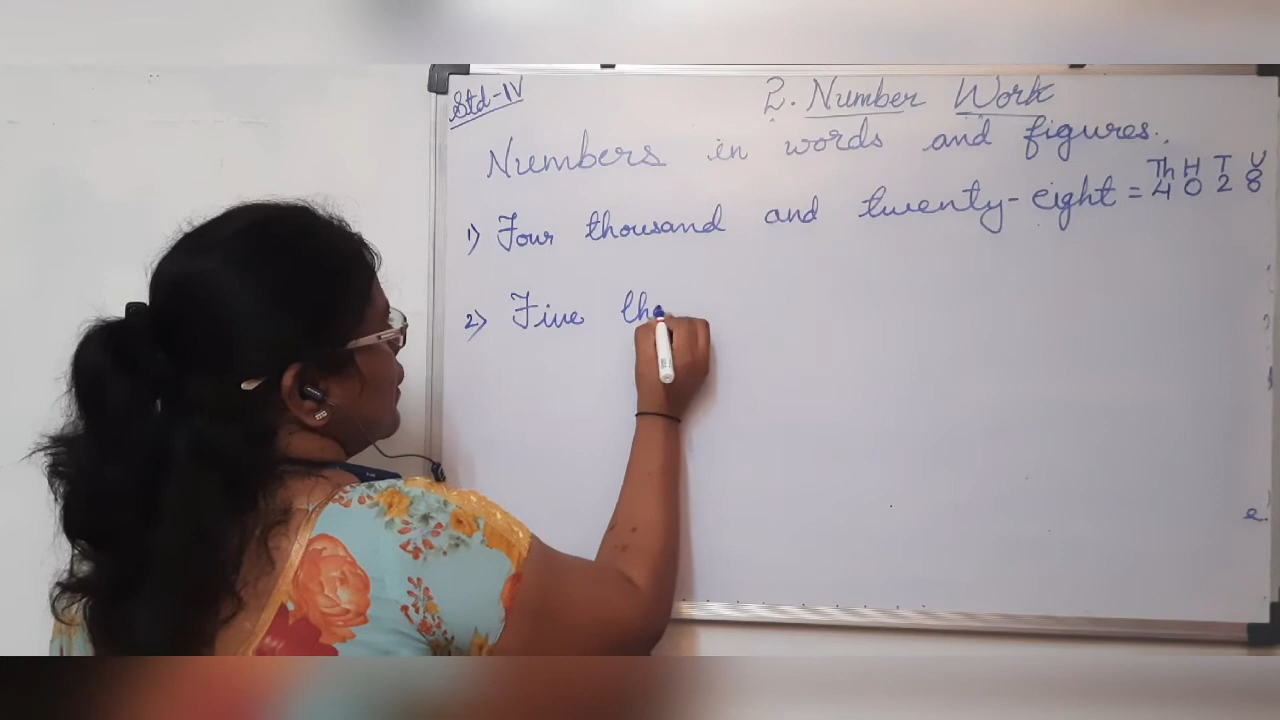 Std-IV
2. Number Work
Numbers in words and figures.
Th H T U
1) Four thousand and twenty-eight = 4 0 2 8
2) Five tho
e.